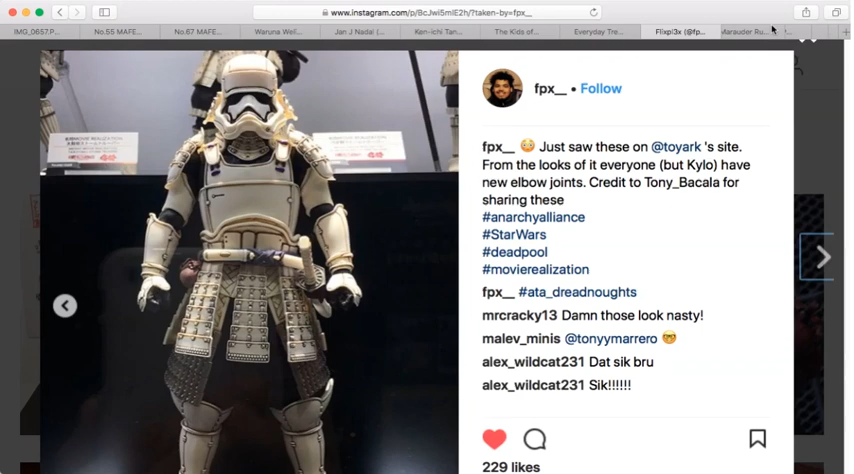 www.instagram.com/p/BcJwi5mlE2h/?taken-by=fpx__
IMG_0657.P... No.55 MAFE... No.67 MAFE... Waruna Well... Jan J Nadal (... Ken-ichi Tan... The Kids of... Everyday Tre... Flixp!3x (@fp... Marauder Ru...
fpx__ • Follow
fpx__ 😳 Just saw these on @toyark 's site.
From the looks of it everyone (but Kylo) have
new elbow joints. Credit to Tony_Bacala for
sharing these
#anarchyalliance
#StarWars
#deadpool
#movierealization
fpx__ #ata_dreadnoughts
mrcracky13 Damn those look nasty!
malev_minis @tonyymarrero 🤓
alex_wildcat231 Dat sik bru
alex_wildcat231 Sik!!!!!!
229 likes